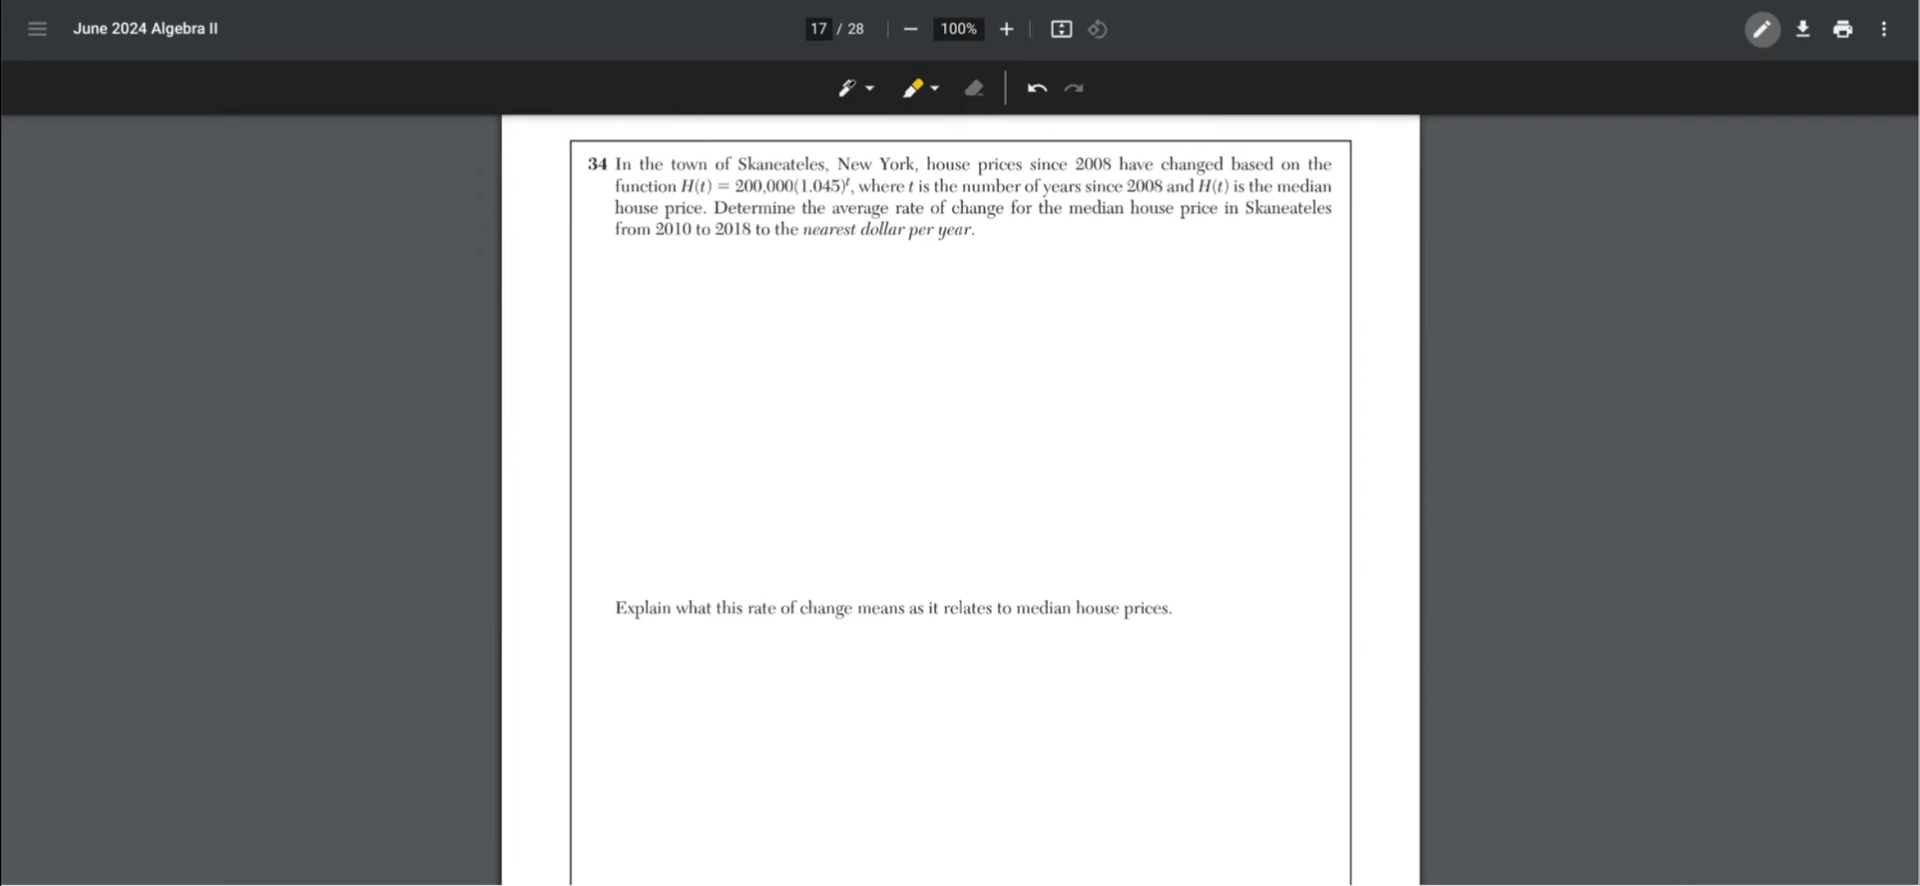 June 2024 Algebra II
17 / 28
100%
34 In the town of Skaneateles, New York, house prices since 2008 have changed based on the
function H(t) = 200,000(1.045)^t, where t is the number of years since 2008 and H(t) is the median
house price. Determine the average rate of change for the median house price in Skaneateles
from 2010 to 2018 to the nearest dollar per year.
Explain what this rate of change means as it relates to median house prices.